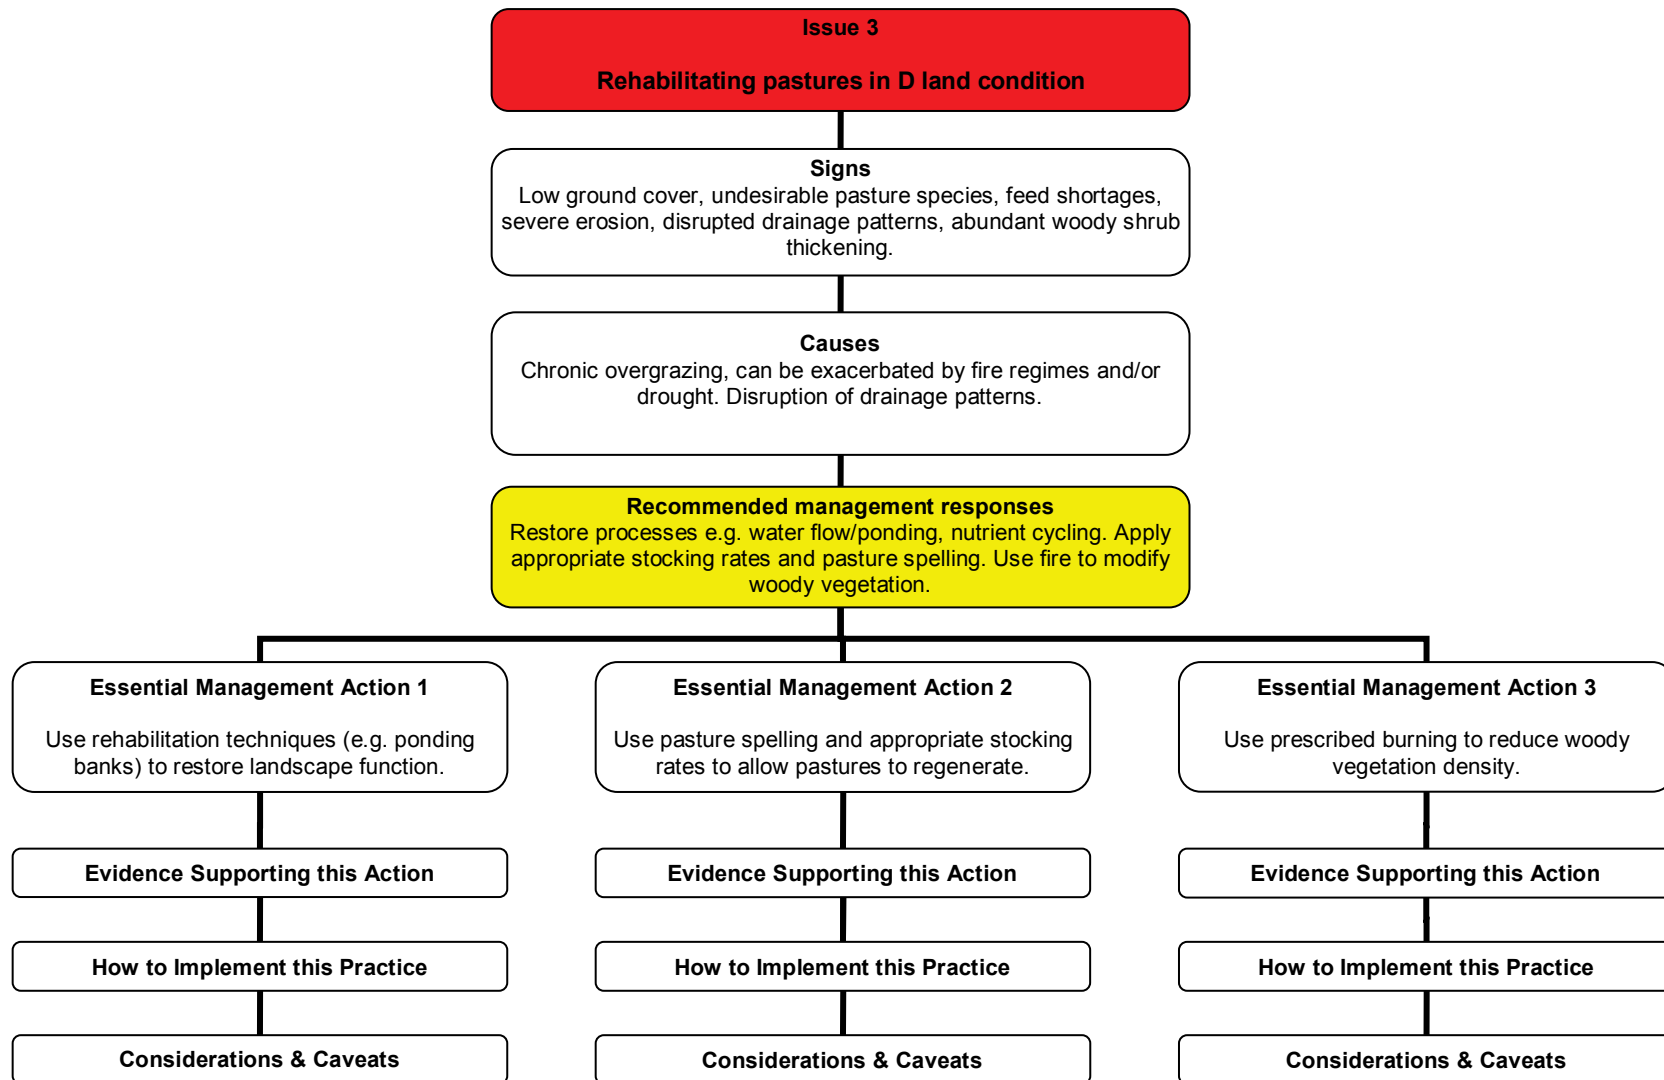 Issue 3
Rehabilitating pastures in D land condition
Signs
Low ground cover, undesirable pasture species, feed shortages,
severe erosion, disrupted drainage patterns, abundant woody shrub
thickening.
Causes
Chronic overgrazing, can be exacerbated by fire regimes and/or
drought. Disruption of drainage patterns.
Recommended management responses
Restore processes e.g. water flow/ponding, nutrient cycling. Apply
appropriate stocking rates and pasture spelling. Use fire to modify
woody vegetation.
Essential Management Action 1
Use rehabilitation techniques (e.g. ponding
banks) to restore landscape function.
Evidence Supporting this Action
How to Implement this Practice
Considerations & Caveats
Essential Management Action 2
Use pasture spelling and appropriate stocking
rates to allow pastures to regenerate.
Evidence Supporting this Action
How to Implement this Practice
Considerations & Caveats
Essential Management Action 3
Use prescribed burning to reduce woody
vegetation density.
Evidence Supporting this Action
How to Implement this Practice
Considerations & Caveats